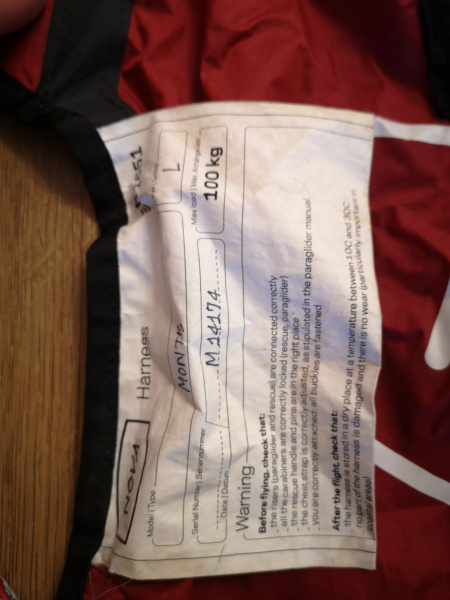 NOVA
Harness
Model | Type
MONTIS
L
Serial Number | Seriennummer
M14174
Max load | Max. Anhängelast
100 kg
Date | Datum
Warning
Before flying, check that:
- the risers (paraglider and rescue) are connected correctly
- all the carabiners are correctly locked (rescue, paraglider)
- the rescue handle and pins are in the right place
- the chest strap is correctly adjusted, as stipulated in the paraglider manual
- you are correctly attached: all buckles are fastened
After the flight, check that:
- the harness is stored in a dry place at a temperature between 10C and 30C
- no part of the harness is damaged and there is no wear (particularly important in
coastal areas)